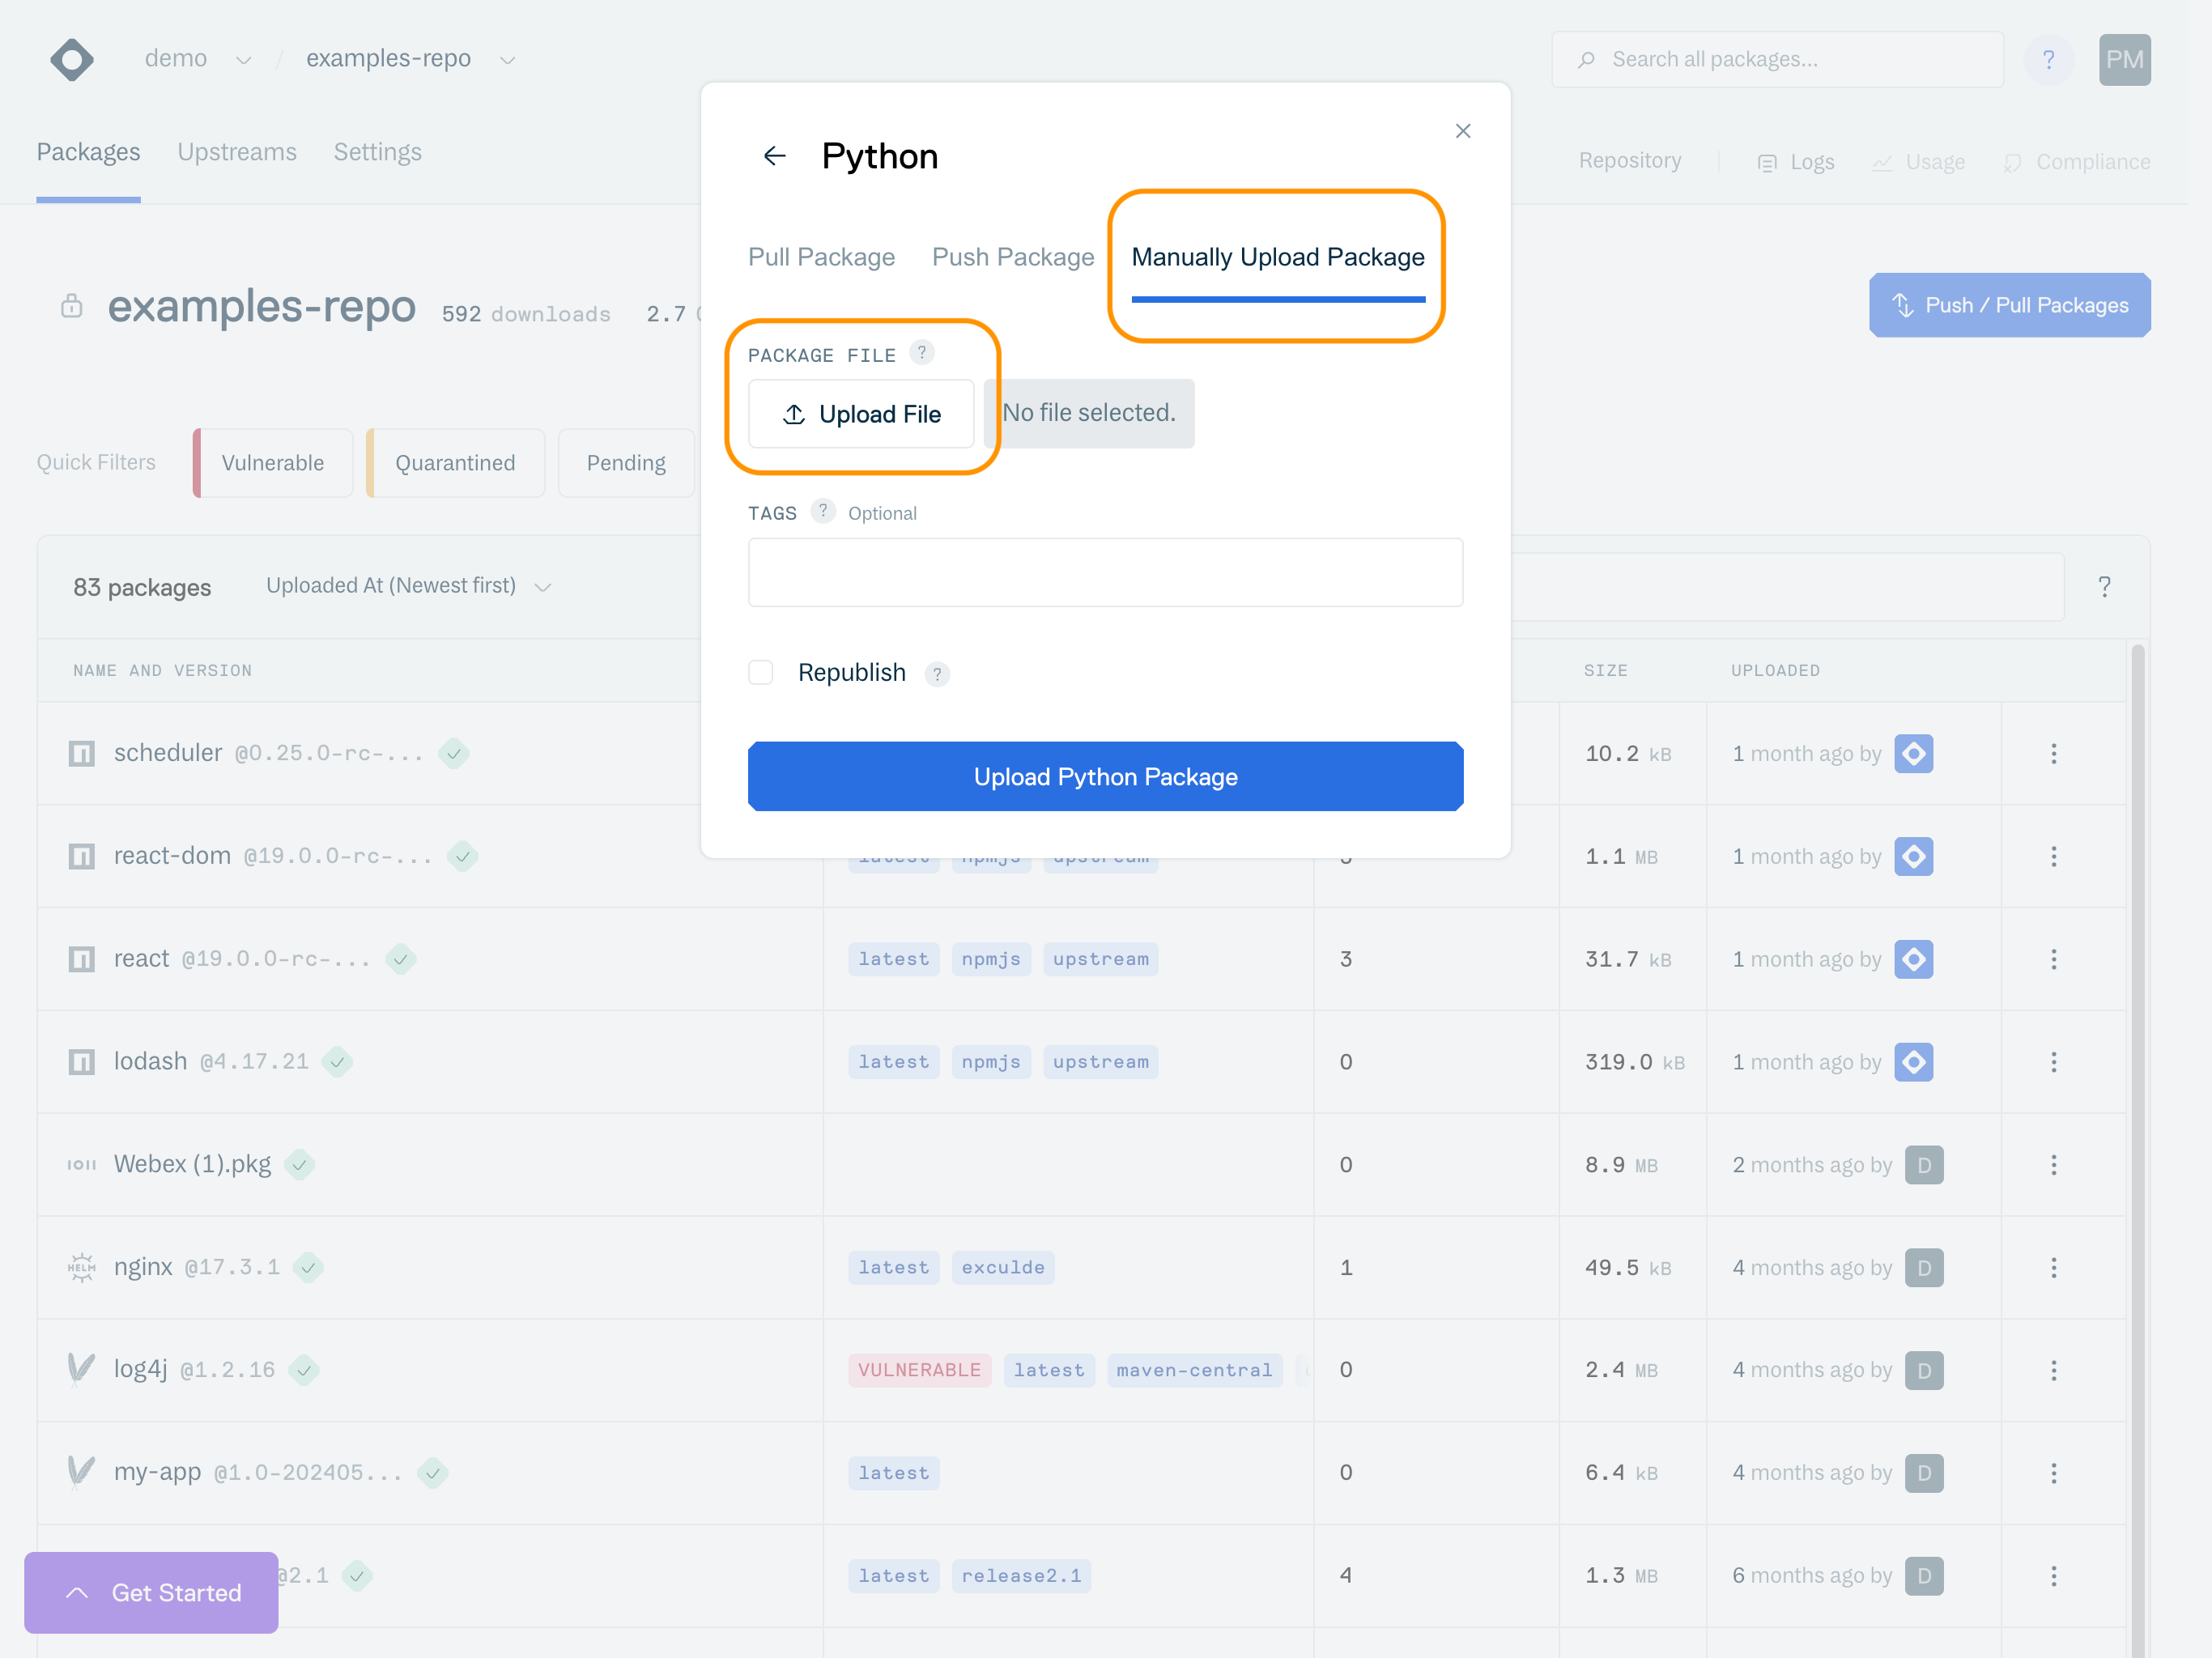 demo / examples-repo
Search all packages...
?
PM
Packages Upstreams Settings
Repository Logs Usage Compliance
Python
Pull Package Push Package Manually Upload Package
examples-repo 592 downloads 2.7
Push / Pull Packages
PACKAGE FILE ?
Upload File No file selected.
Quick Filters Vulnerable Quarantined Pending
TAGS ? Optional
83 packages Uploaded At (Newest first) ?
Republish ?
NAME AND VERSION SIZE UPLOADED
scheduler @0.25.0-rc-... 10.2 kB 1 month ago by
Upload Python Package
react-dom @19.0.0-rc-... latest npmjs upstream 1.1 MB 1 month ago by
react @19.0.0-rc-... latest npmjs upstream 3 31.7 kB 1 month ago by
lodash @4.17.21 latest npmjs upstream 0 319.0 kB 1 month ago by
Webex (1).pkg 0 8.9 MB 2 months ago by D
HELM nginx @17.3.1 latest exculde 1 49.5 kB 4 months ago by D
log4j @1.2.16 VULNERABLE latest maven-central 0 2.4 MB 4 months ago by D
my-app @1.0-202405... latest 0 6.4 kB 4 months ago by D
@2.1 latest release2.1 4 1.3 MB 6 months ago by D
Get Started